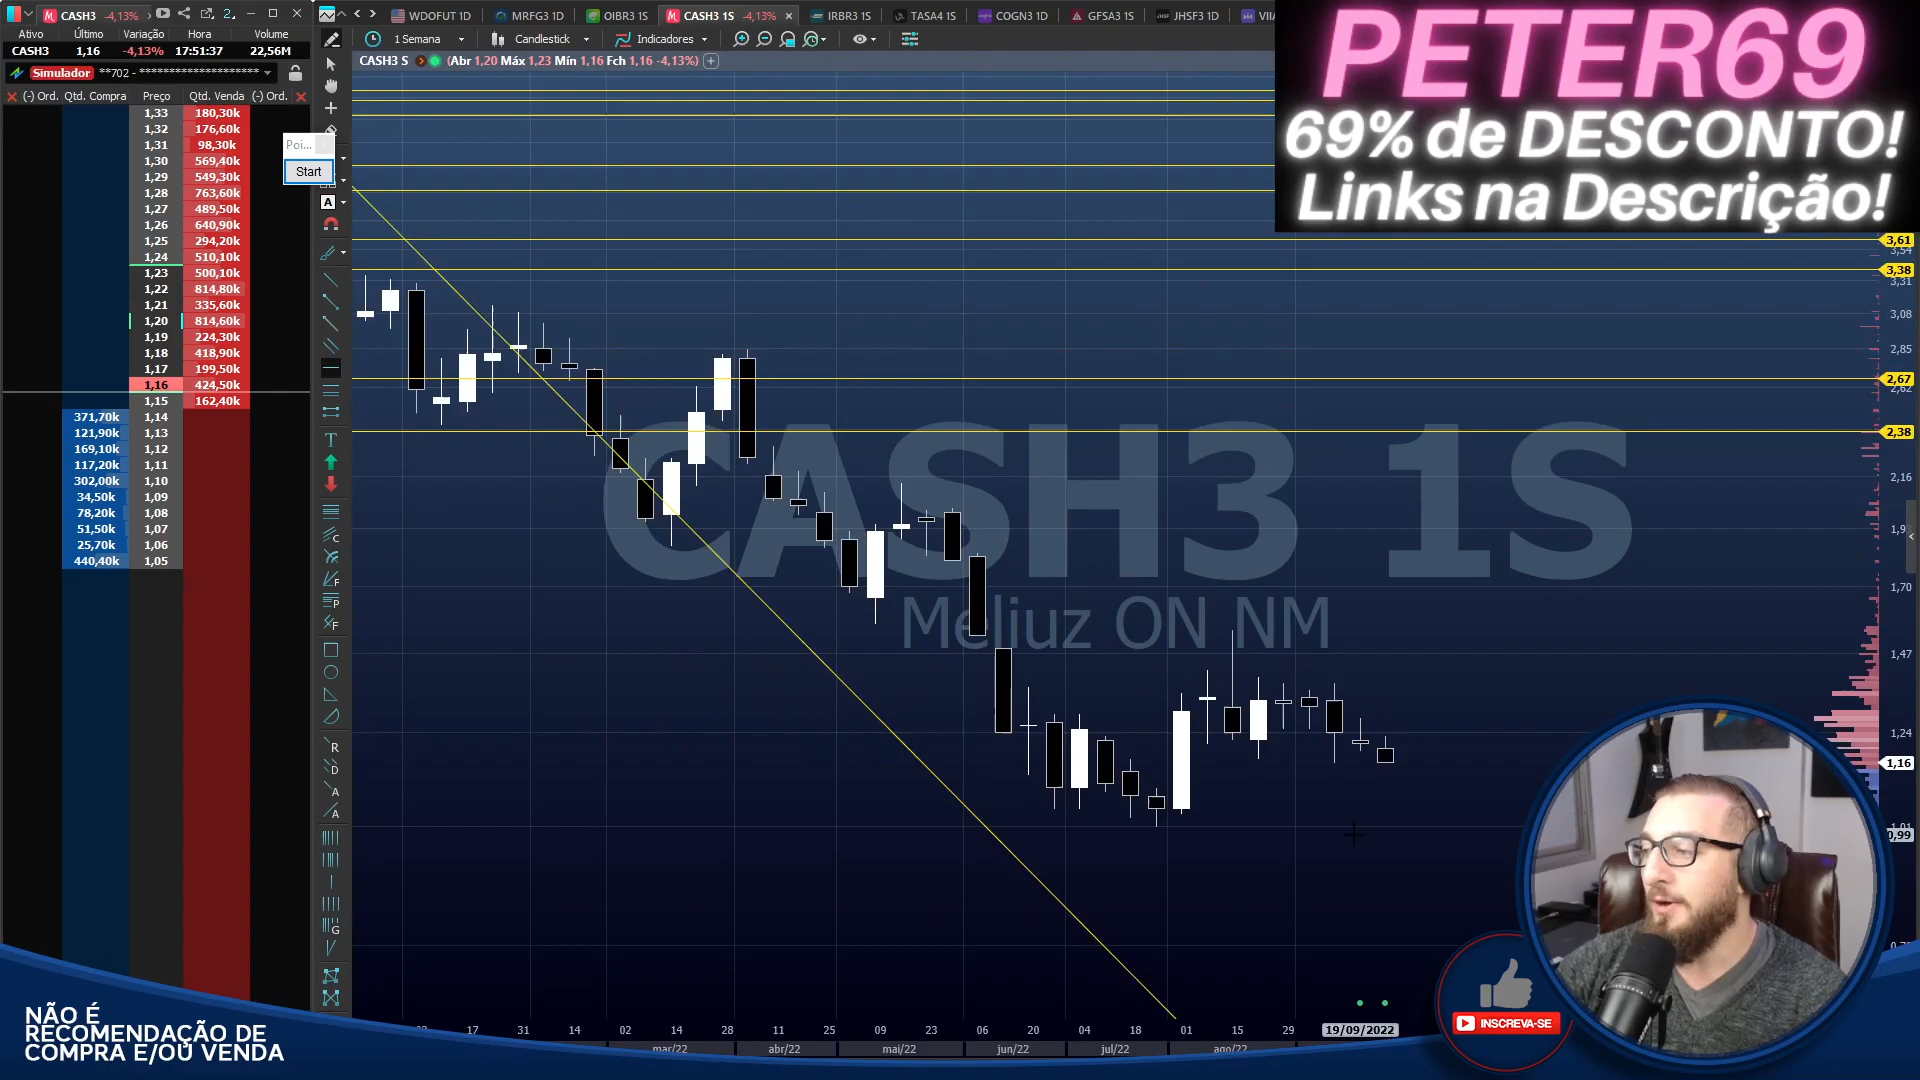 CASH3 -4,13%
2
WDOFUT 1D
MRFG3 1D
OIBR3 1S
CASH3 1S -4,13%
IRBR3 1S
TASA4 1S
COGN3 1D
GFSA3 1S
JHSF3 1D
Ativo Último Variação Hora Volume
CASH3 1,16 -4,13% 17:51:37 22,56M
Simulador **702 - ********************
1 Semana
Candlestick
Indicadores
CASH3 S (Abr 1,20 Máx 1,23 Mín 1,16 Fch 1,16 -4,13%)
(-) Ord. Qtd. Compra Preço Qtd. Venda (-) Ord.
1,33 180,30k
1,32 176,60k
1,31 98,30k
1,30 569,40k
1,29 549,30k
1,28 763,60k
1,27 489,50k
1,26 640,90k
1,25 294,20k
1,24 510,10k
1,23 500,10k
1,22 814,80k
1,21 335,60k
1,20 814,60k
1,19 224,30k
1,18 418,90k
1,17 199,50k
1,16 424,50k
1,15 162,40k
371,70k 1,14
121,90k 1,13
169,10k 1,12
117,20k 1,11
302,00k 1,10
34,50k 1,09
78,20k 1,08
51,50k 1,07
25,70k 1,06
440,40k 1,05
Poi...
Start
PETER69
69% de DESCONTO!
Links na Descrição!
3,61
3,54
3,38
3,31
3,08
2,85
2,67
2,62
2,38
2,16
1,70
1,47
1,24
1,16
1,01
0,99
CASH3 1S
Meliuz ON NM
17 31 14 02 14 28 11 25 09 23 06 20 04 18 01 15 29 19/09/2022
mar/22 abr/22 mai/22 jun/22 jul/22 ago/22
NÃO É
RECOMENDAÇÃO DE
COMPRA E/OU VENDA
INSCREVA-SE